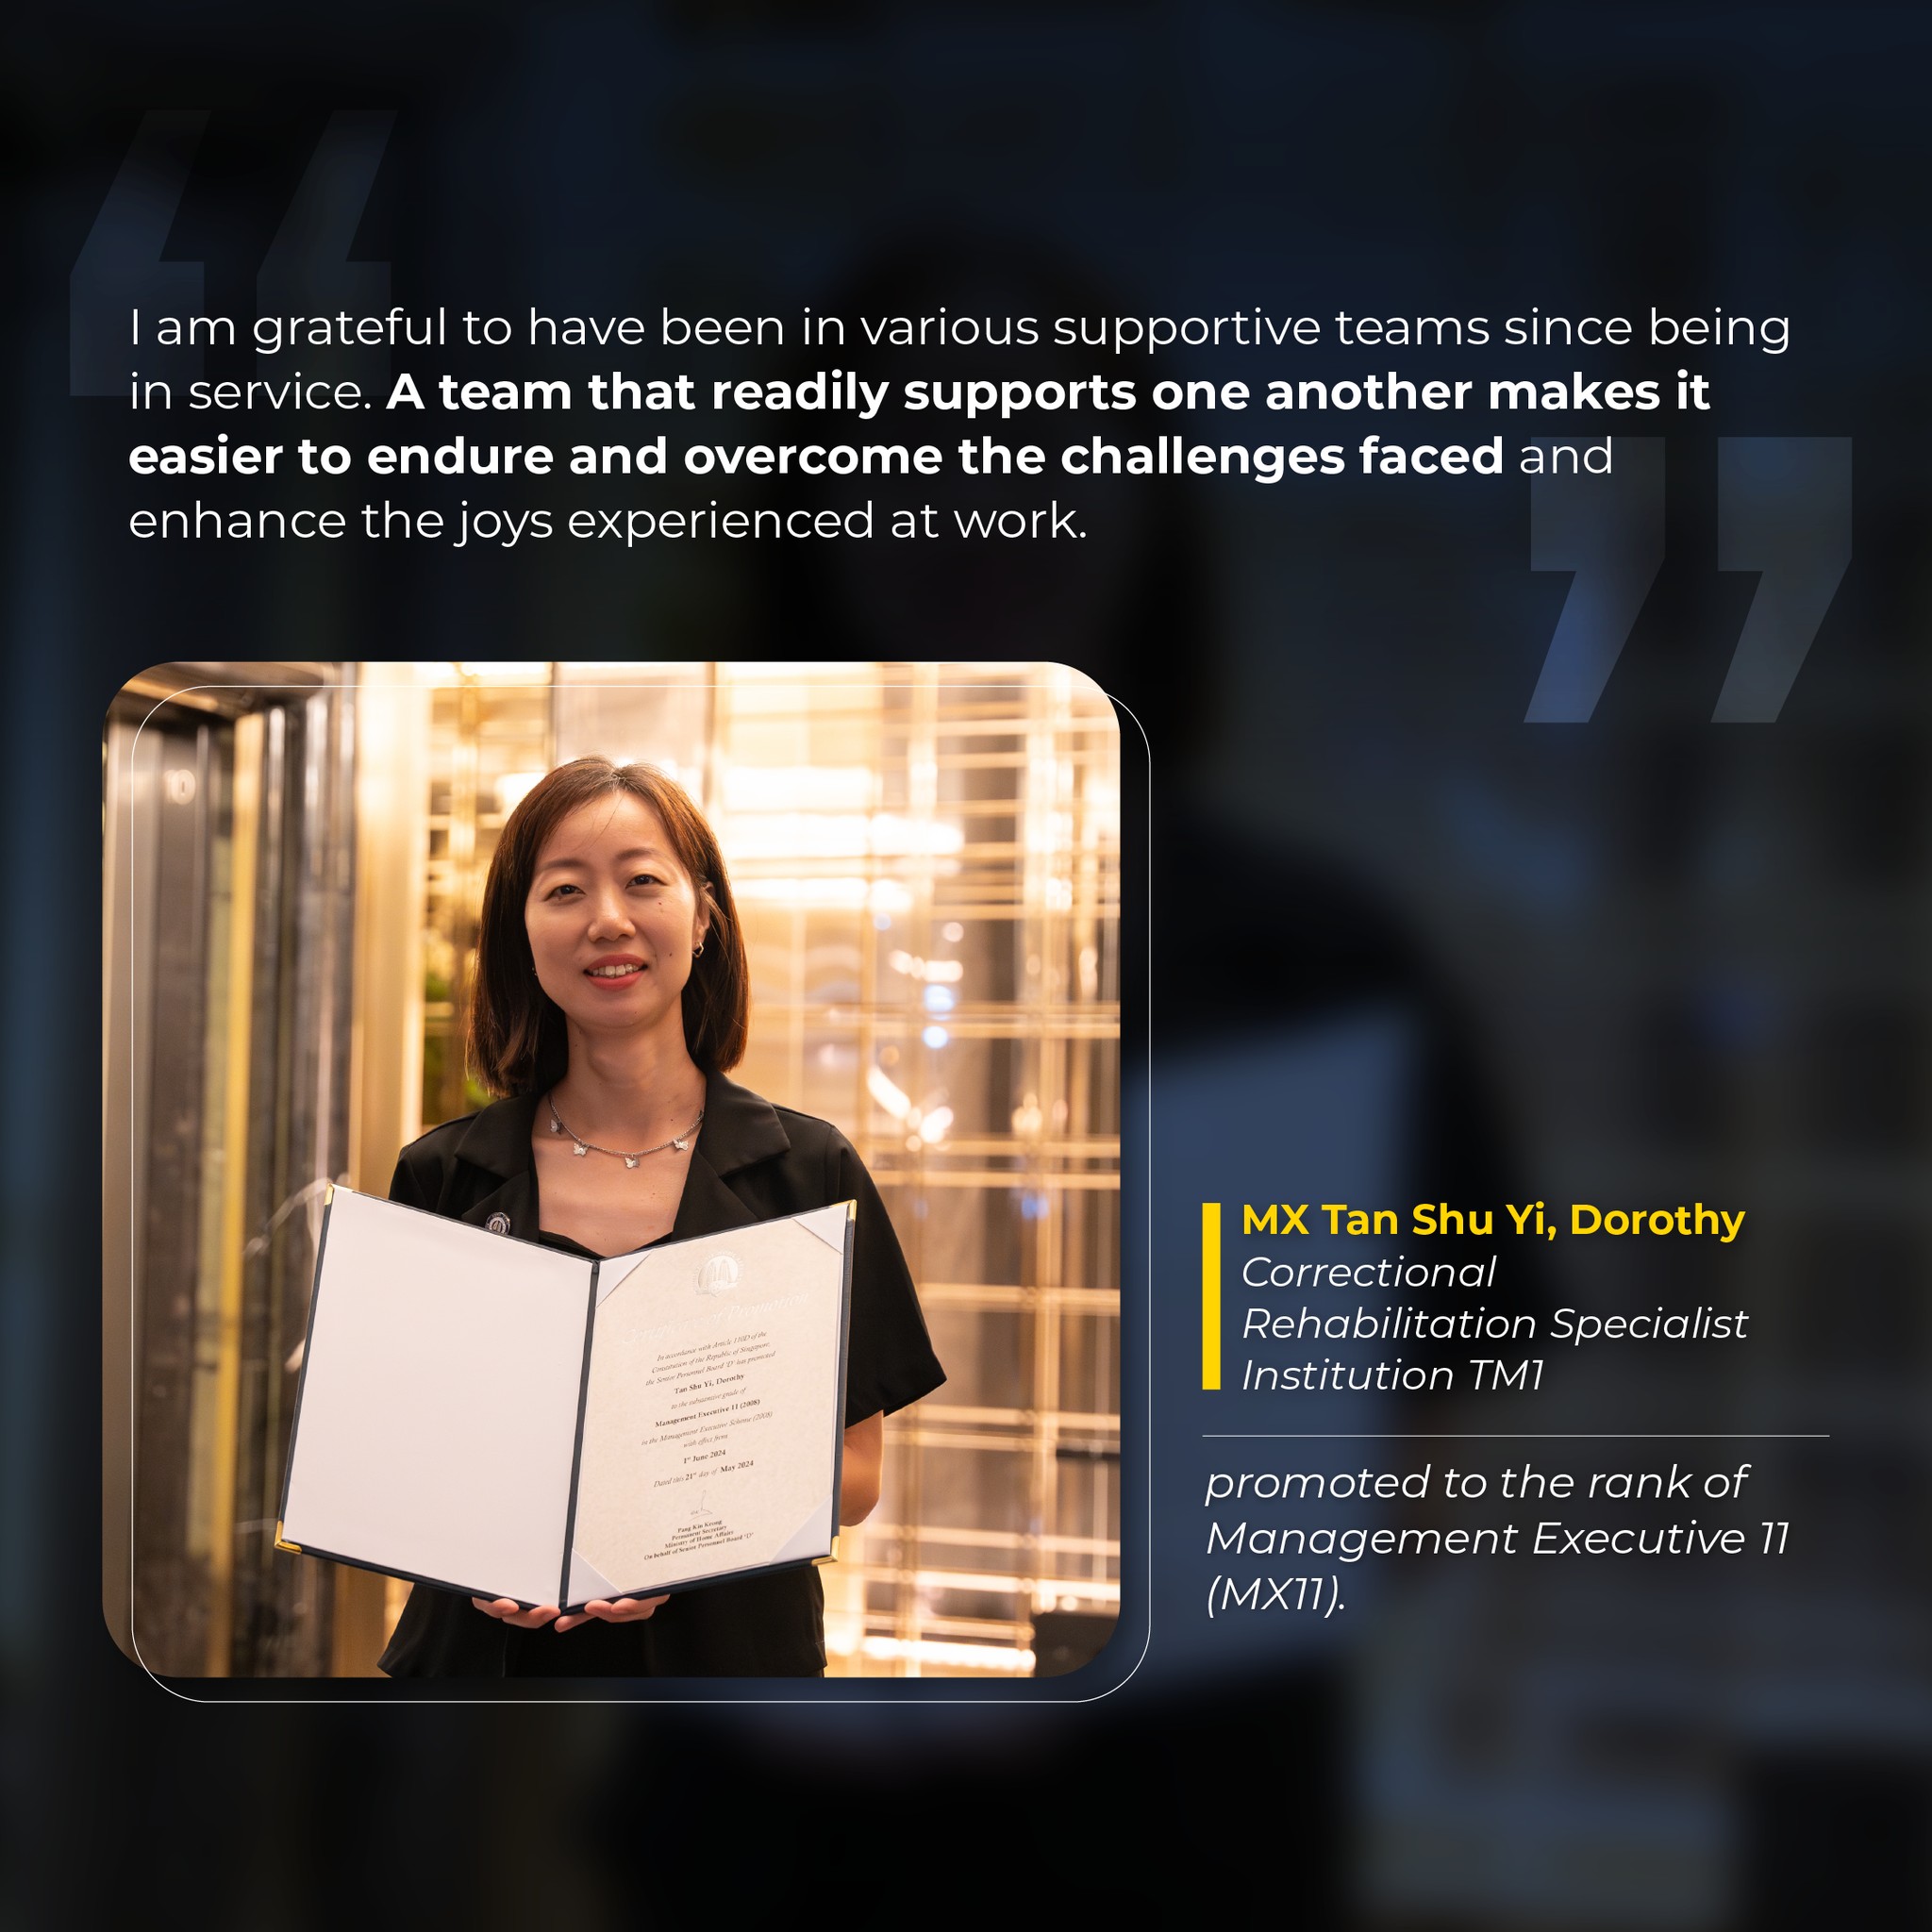 I am grateful to have been in various supportive teams since being
in service. A team that readily supports one another makes it
easier to endure and overcome the challenges faced and
enhance the joys experienced at work.
of Promotion
In accordance with Article 110D of the
Constitution of the Republic of Singapore,
the Senior Personnel Board 'D' has promoted
Tan Shu Yi, Dorothy
to the substantive grade of
Management Executive 11 (2008)
in the Management Executive Scheme (2008)
with effect from
1st June 2024
Dated this 21st day of May 2024
Pang Kin Keong
Permanent Secretary
Ministry of Home Affairs
On behalf of Senior Personnel Board 'D'
MX Tan Shu Yi, Dorothy
Correctional
Rehabilitation Specialist
Institution TM1
promoted to the rank of
Management Executive 11
(MX11).